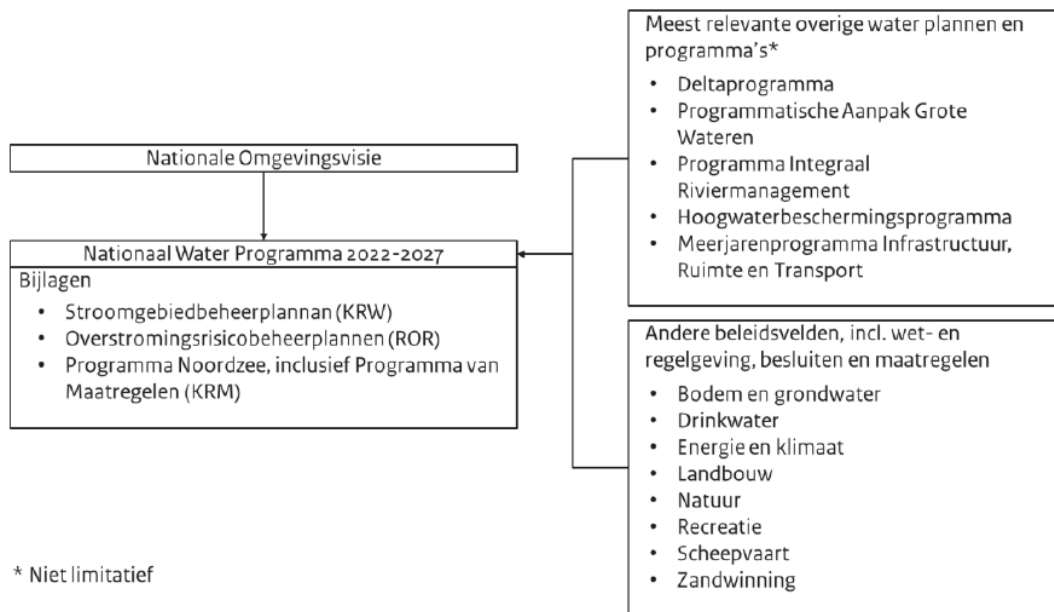 Nationale Omgevingsvisie
Nationaal Water Programma 2022-2027
Bijlagen
• Stroomgebiedbeheerplannan (KRW)
• Overstromingsrisicobeheerplannen (ROR)
• Programma Noordzee, inclusief Programma van
Maatregelen (KRM)
Meest relevante overige water plannen en
programma's*
• Deltaprogramma
• Programmatische Aanpak Grote
Wateren
• Programma Integraal
Riviermanagement
• Hoogwaterbeschermingsprogramma
• Meerjarenprogramma Infrastructuur,
Ruimte en Transport
Andere beleidsvelden, incl. wet- en
regelgeving, besluiten en maatregelen
• Bodem en grondwater
• Drinkwater
• Energie en klimaat
• Landbouw
• Natuur
• Recreatie
• Scheepvaart
• Zandwinning
* Niet limitatief